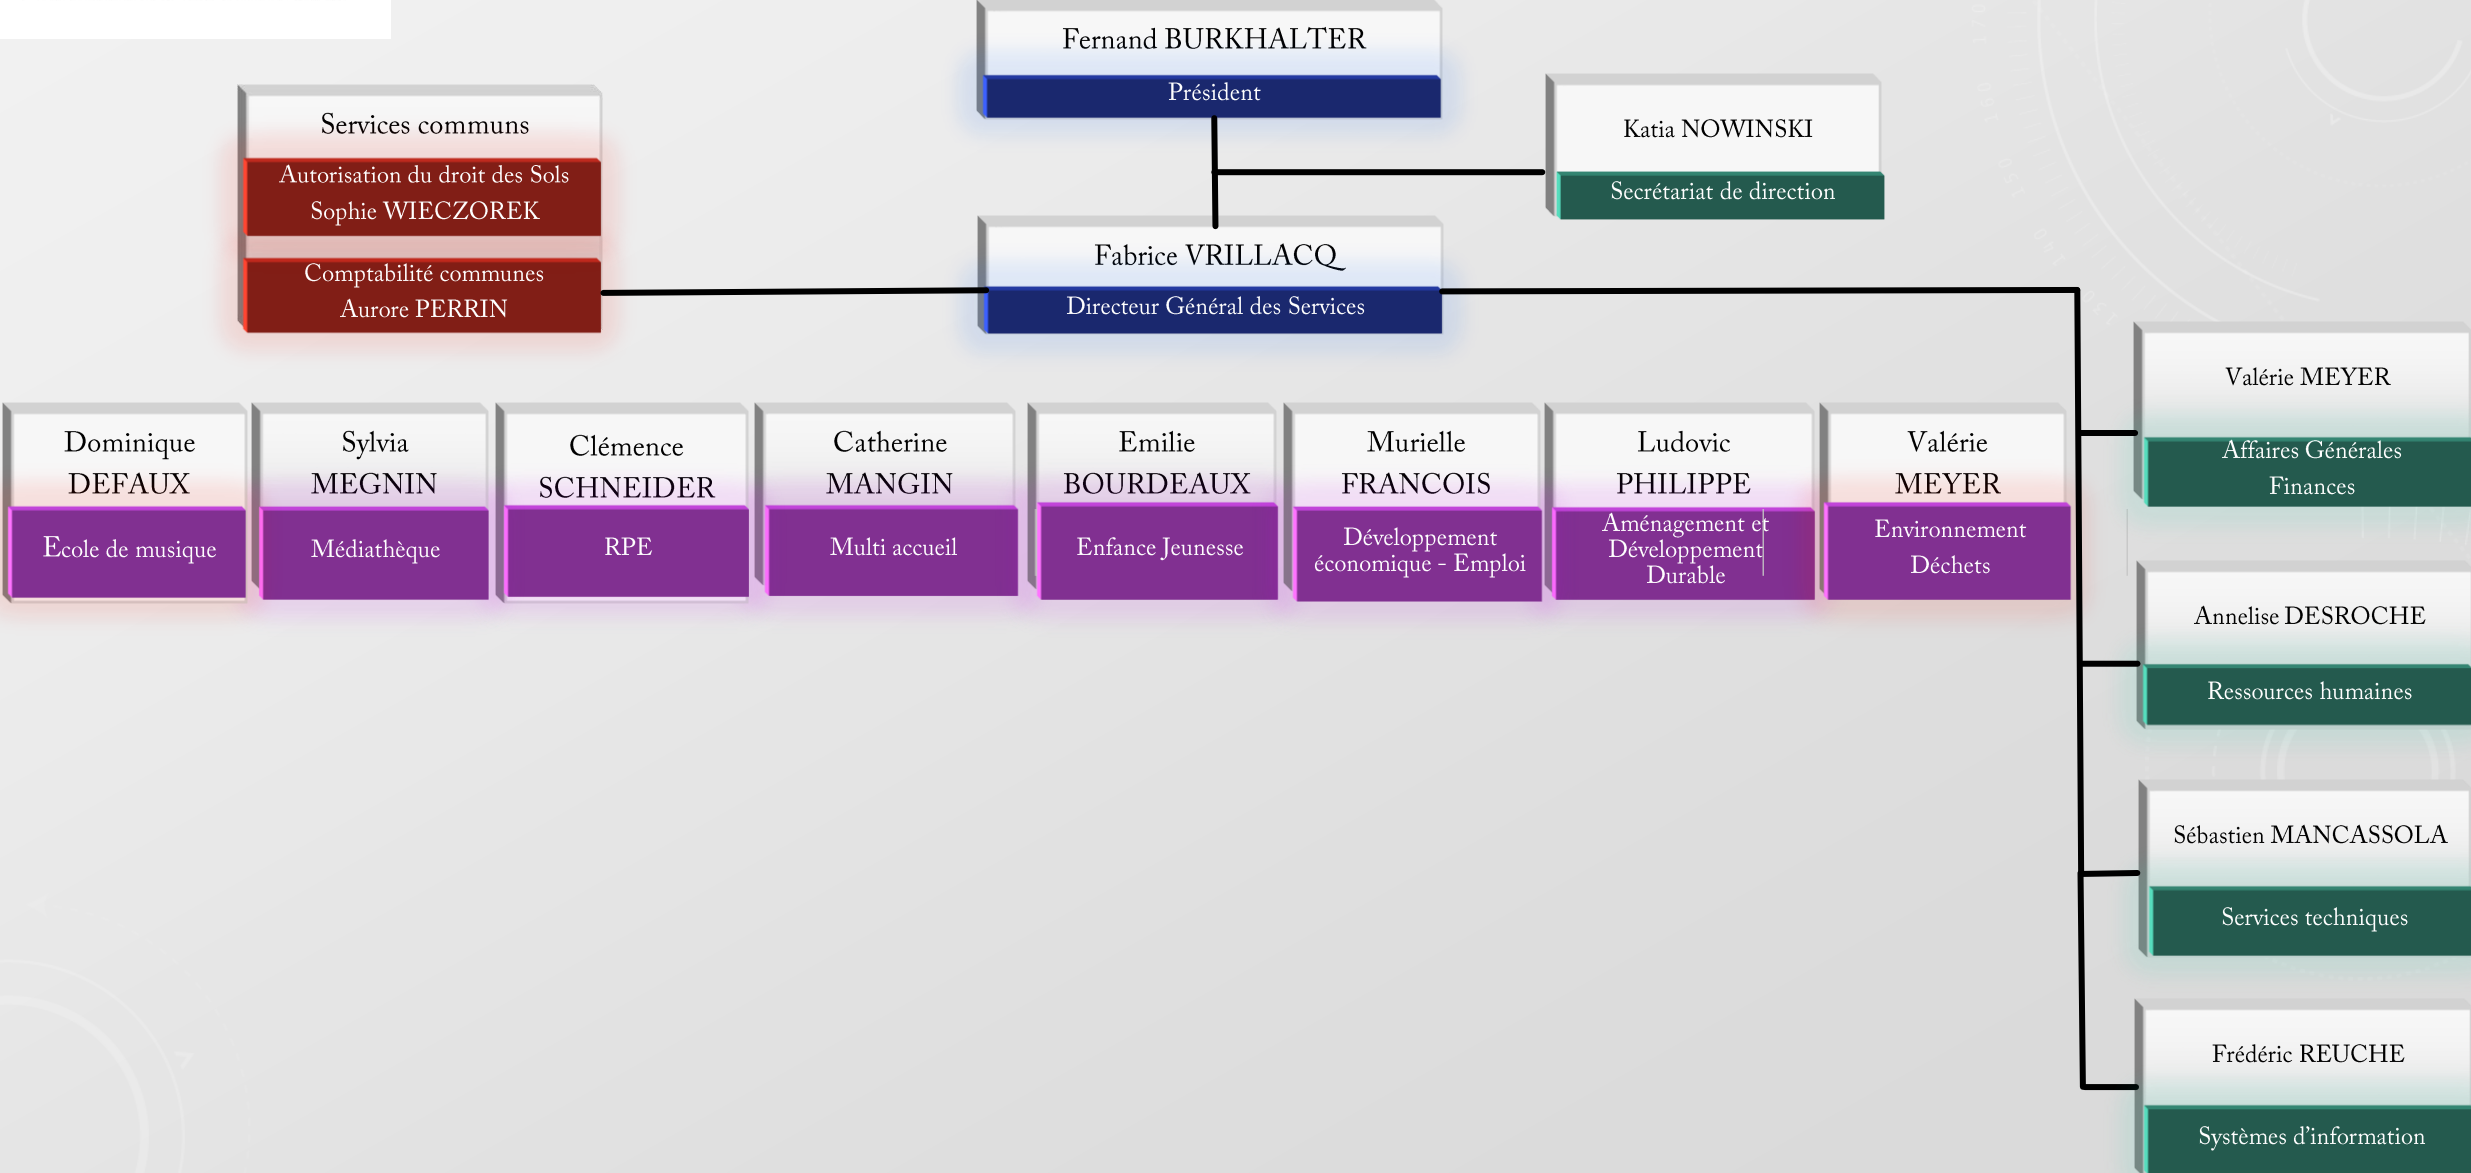 Fernand BURKHALTER
Président
Services communs
Autorisation du droit des Sols
Sophie WIECZOREK
Comptabilité communes
Aurore PERRIN
Katia NOWINSKI
Secrétariat de direction
Fabrice VRILLACQ
Directeur Général des Services
Dominique
DEFAUX
Ecole de musique
Sylvia
MEGNIN
Médiathèque
Clémence
SCHNEIDER
RPE
Catherine
MANGIN
Multi accueil
Emilie
BOURDEAUX
Enfance Jeunesse
Murielle
FRANCOIS
Développement
économique - Emploi
Ludovic
PHILIPPE
Aménagement et
Développement
Durable
Valérie
MEYER
Environnement
Déchets
Valérie MEYER
Affaires Générales
Finances
Annelise DESROCHE
Ressources humaines
Sébastien MANCASSOLA
Services techniques
Frédéric REUCHE
Systèmes d’information